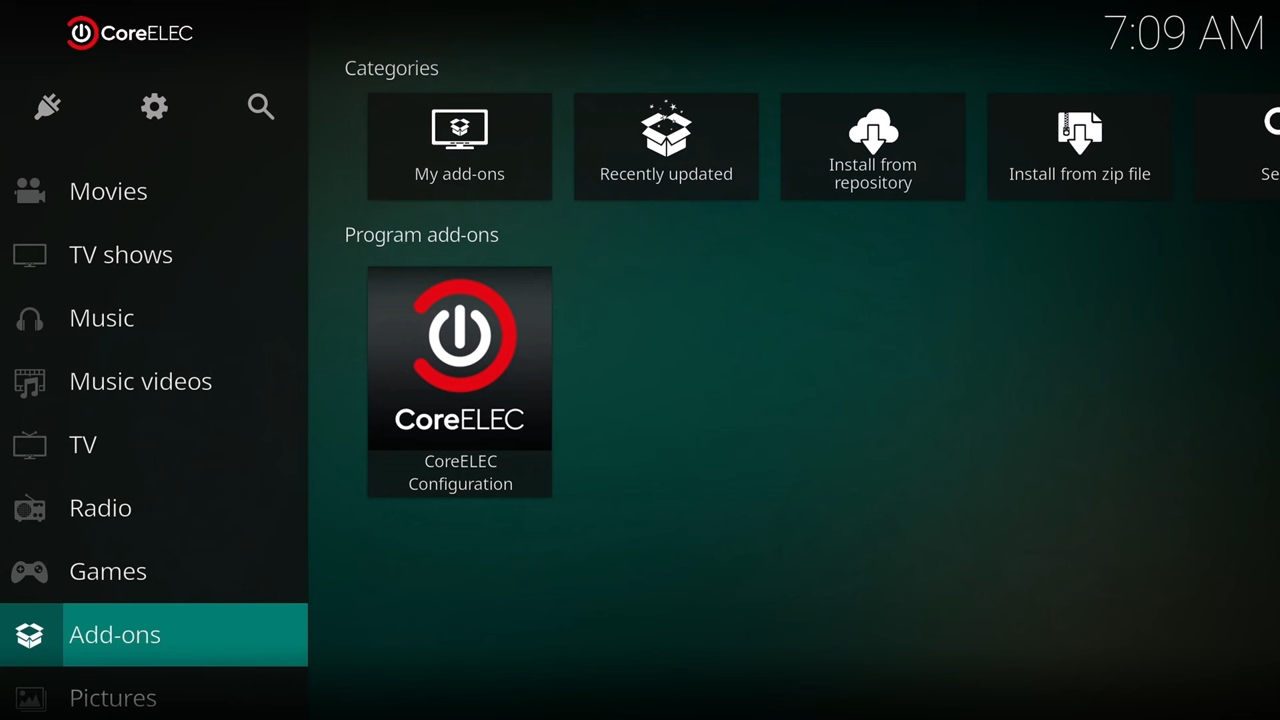 CoreELEC
7:09 AM
Categories
My add-ons
Recently updated
Install from
repository
Install from zip file
Se
Movies
TV shows
Music
Music videos
TV
Radio
Games
Add-ons
Pictures
Program add-ons
CoreELEC
CoreELEC
Configuration